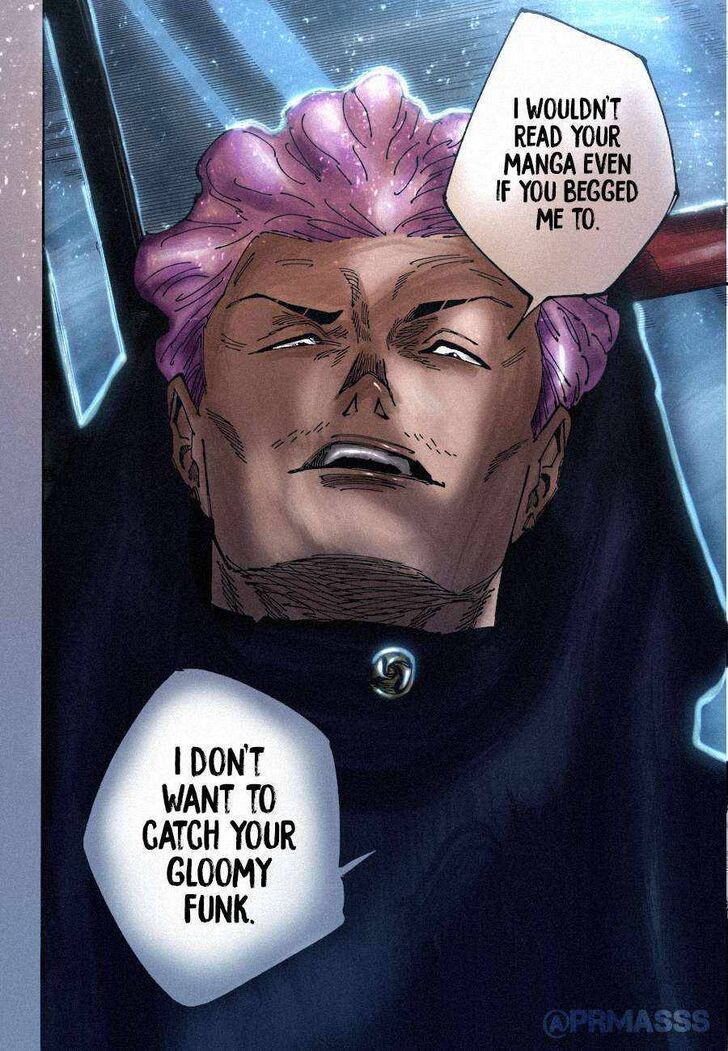 I WOULDN'T
READ YOUR
MANGA EVEN
IF YOU BEGGED
ME TO.
I DON'T
WANT TO
CATCH YOUR
GLOOMY
FUNK.
@PRMASSS